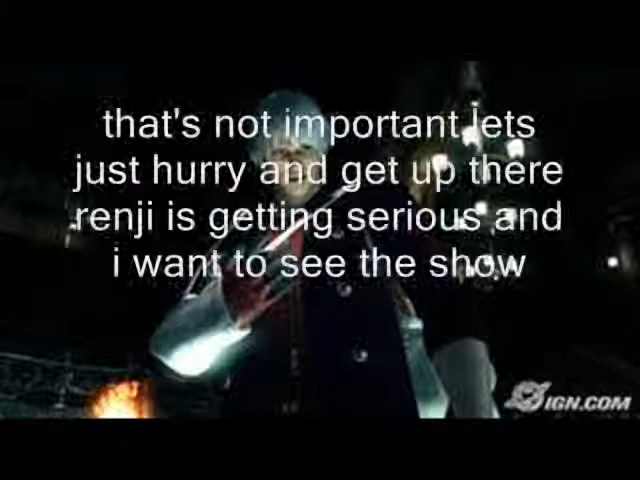 that's not important lets
just hurry and get up there
renji is getting serious and
i want to see the show
IGN.COM